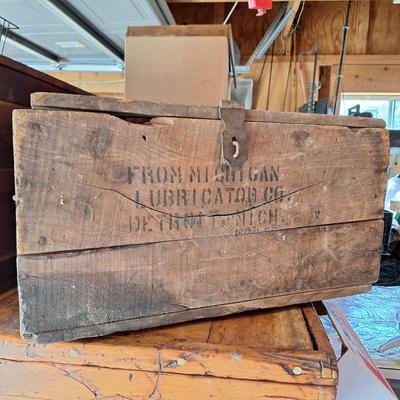 FROM MICHIGAN
LUBRICATOR CO.
DETROIT, MICH.